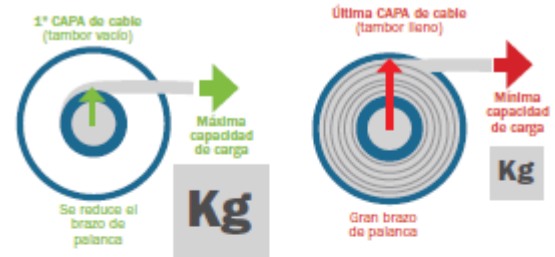 1º CAPA de cable
(tambor vacío)
Máxima
capacidad
de carga
Kg
Se reduce el
brazo de
palanca
Última CAPA de cable
(tambor lleno)
Mínima
capacidad
de carga
Kg
Gran brazo
de palanca